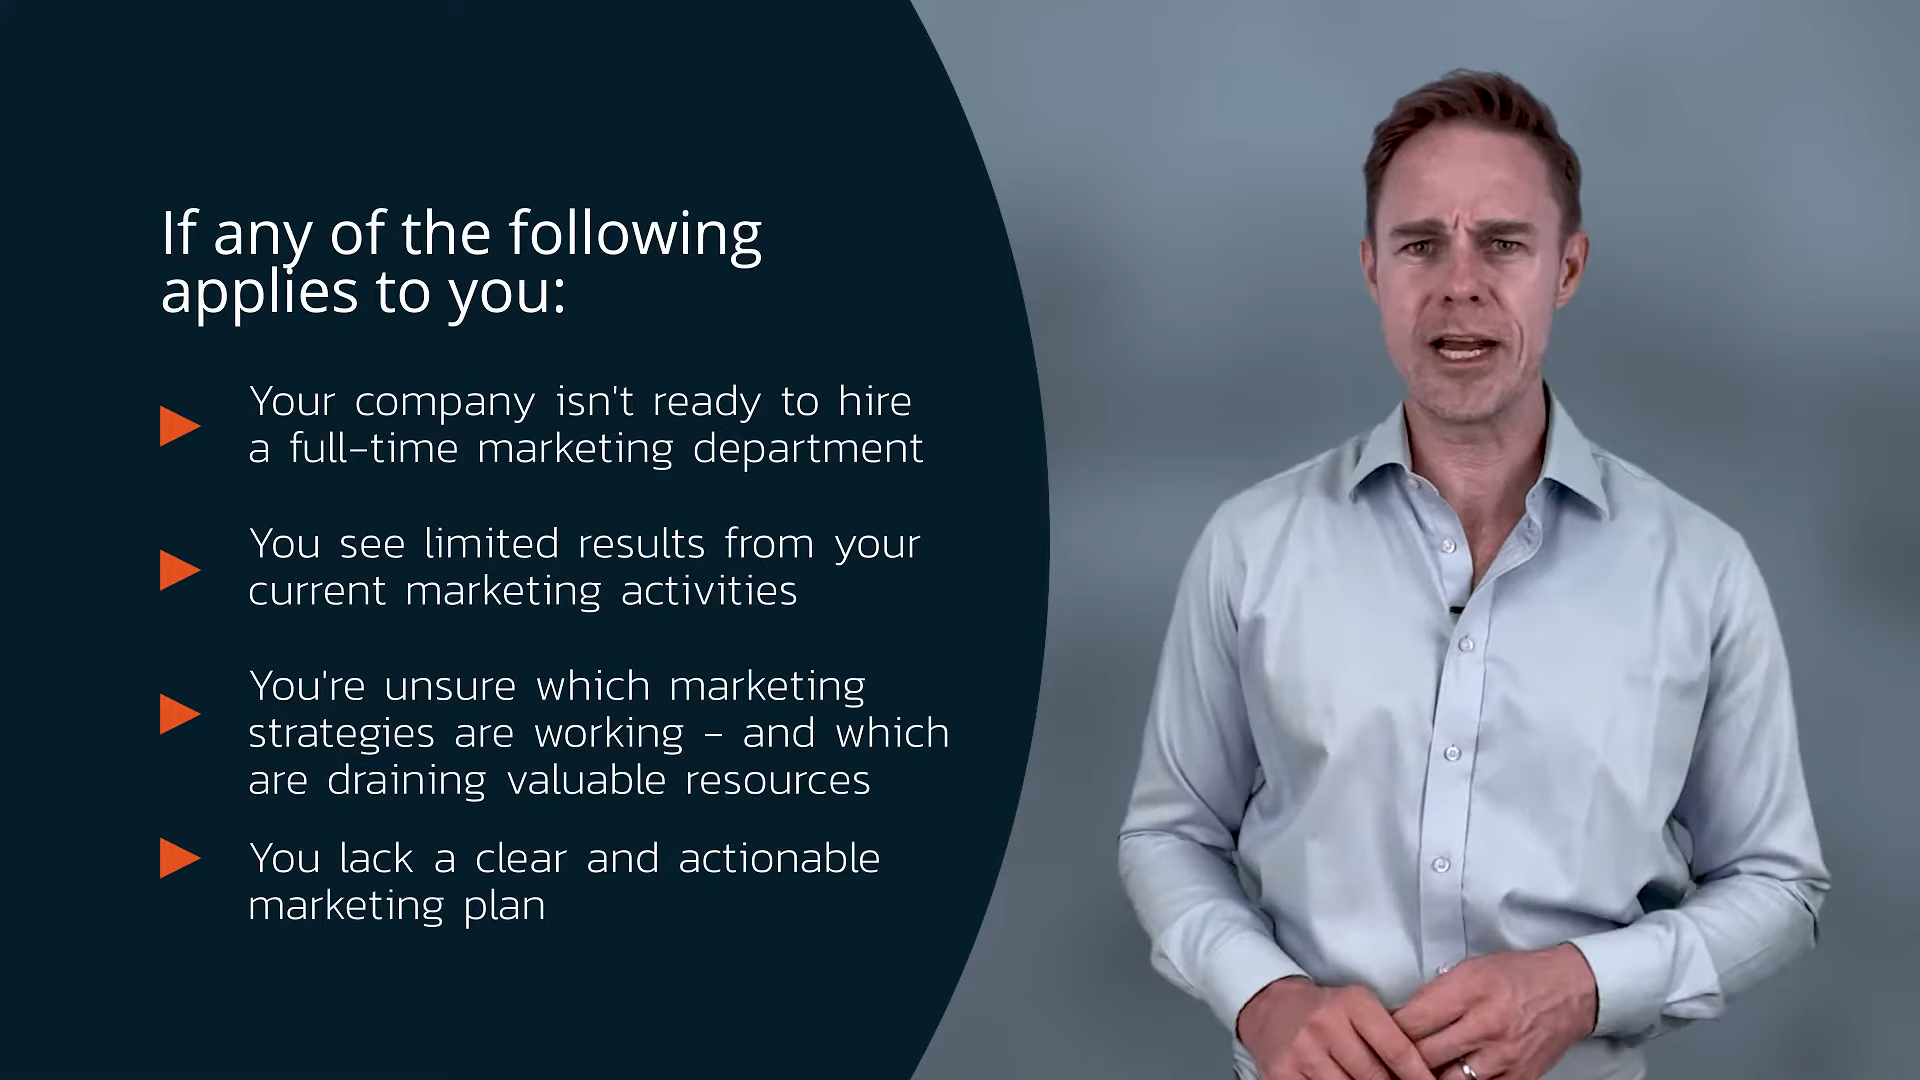 If any of the following
applies to you:
Your company isn't ready to hire
a full-time marketing department
You see limited results from your
current marketing activities
You're unsure which marketing
strategies are working - and which
are draining valuable resources
You lack a clear and actionable
marketing plan